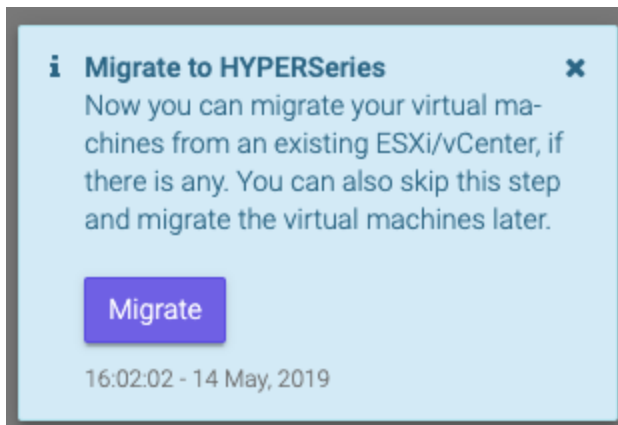 Migrate to HYPERSeries
Now you can migrate your virtual ma-
chines from an existing ESXi/vCenter, if
there is any. You can also skip this step
and migrate the virtual machines later.
Migrate
16:02:02 - 14 May, 2019